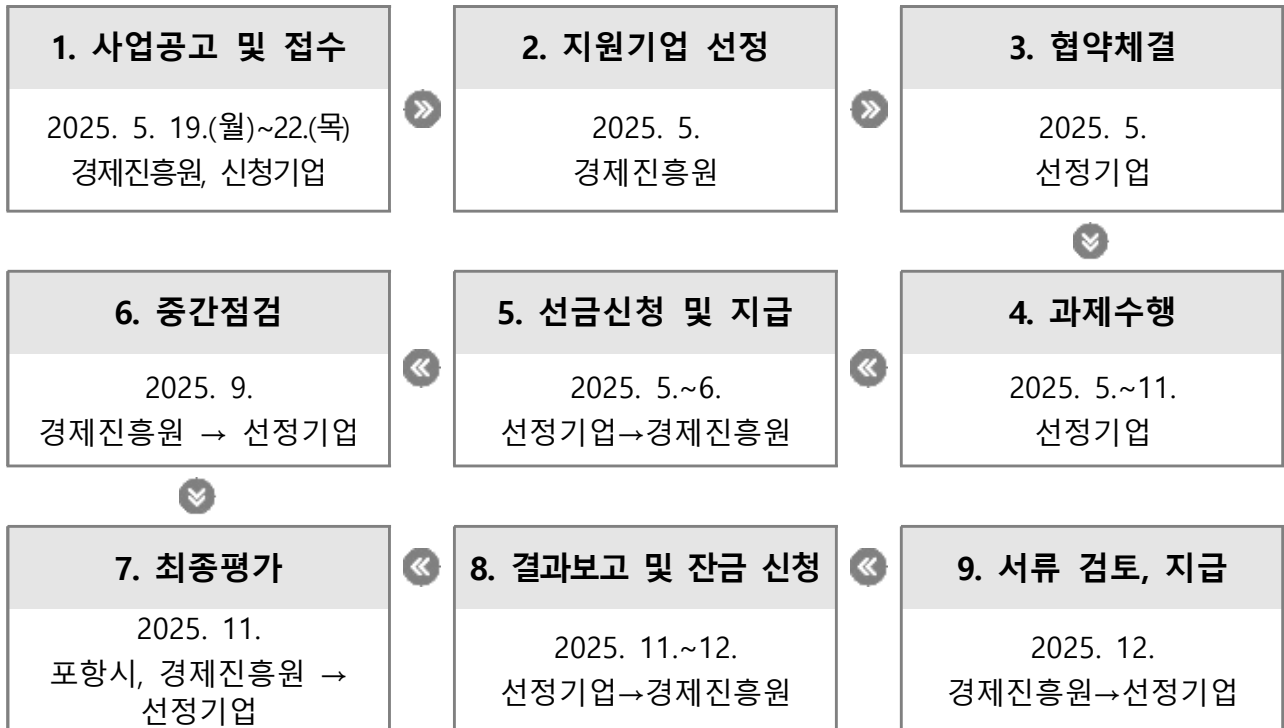 1. 사업공고 및 접수
2025. 5. 19.(월)~22.(목)
경제진흥원, 신청기업
2. 지원기업 선정
2025. 5.
경제진흥원
3. 협약체결
2025. 5.
선정기업
4. 과제수행
2025. 5.~11.
선정기업
5. 선금신청 및 지급
2025. 5.~6.
선정기업→경제진흥원
6. 중간점검
2025. 9.
경제진흥원 → 선정기업
7. 최종평가
2025. 11.
포항시, 경제진흥원 →
선정기업
8. 결과보고 및 잔금 신청
2025. 11.~12.
선정기업→경제진흥원
9. 서류 검토, 지급
2025. 12.
경제진흥원→선정기업